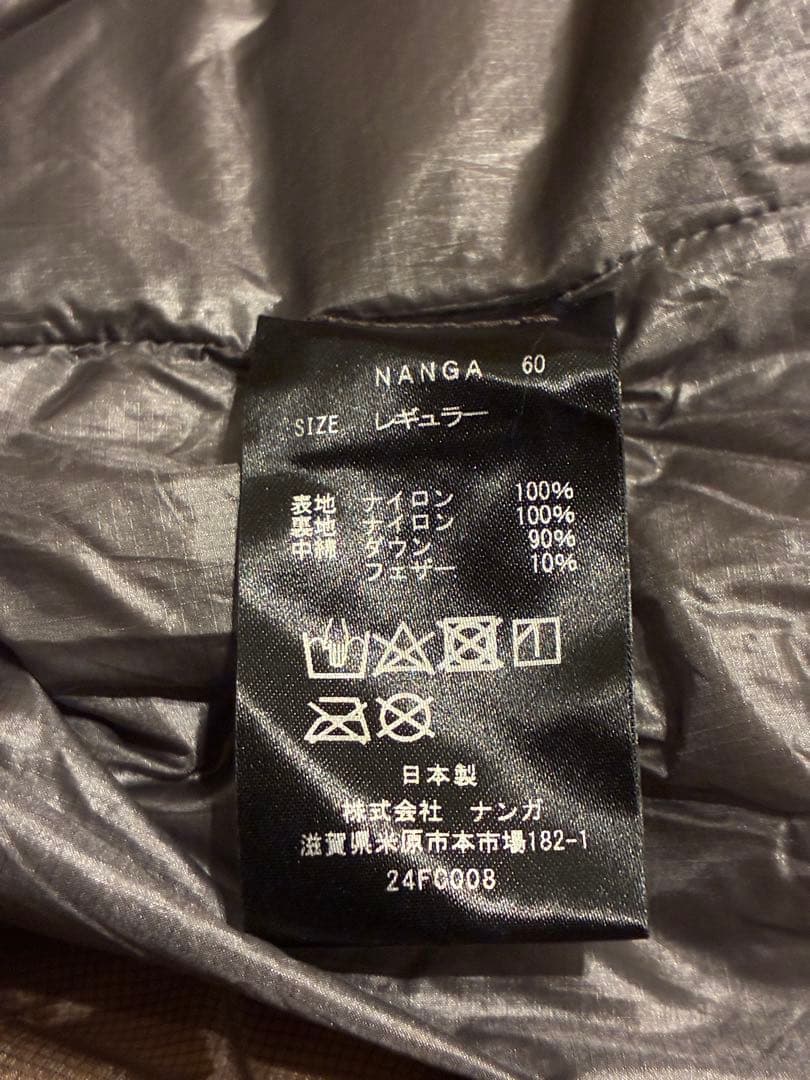 NANGA 60
SIZE レギュラー
表地 ナイロン 100%
裏地 ナイロン 100%
中綿 ダウン 90%
フェザー 10%
日本製
株式会社 ナンガ
滋賀県米原市本市場182-1
24FC008